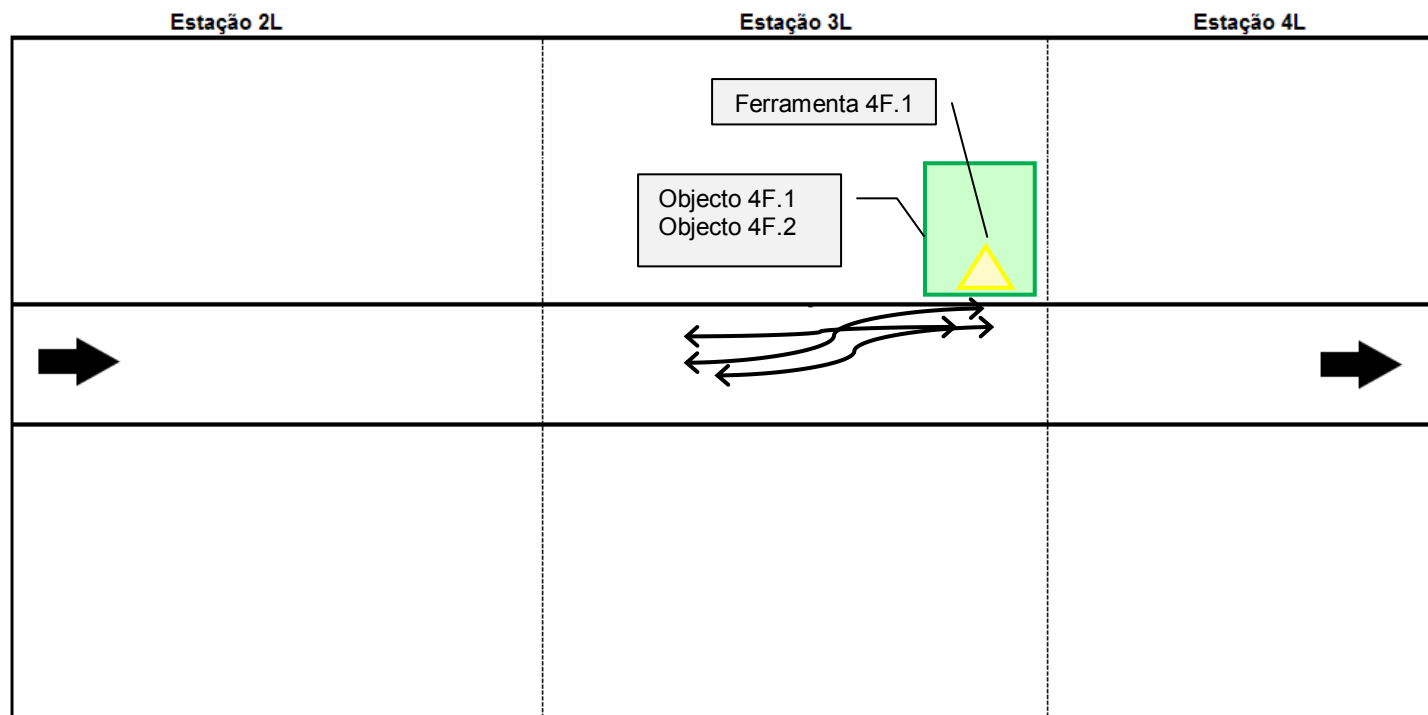 Estação 2L
Estação 3L
Estação 4L
Ferramenta 4F.1
Objecto 4F.1
Objecto 4F.2